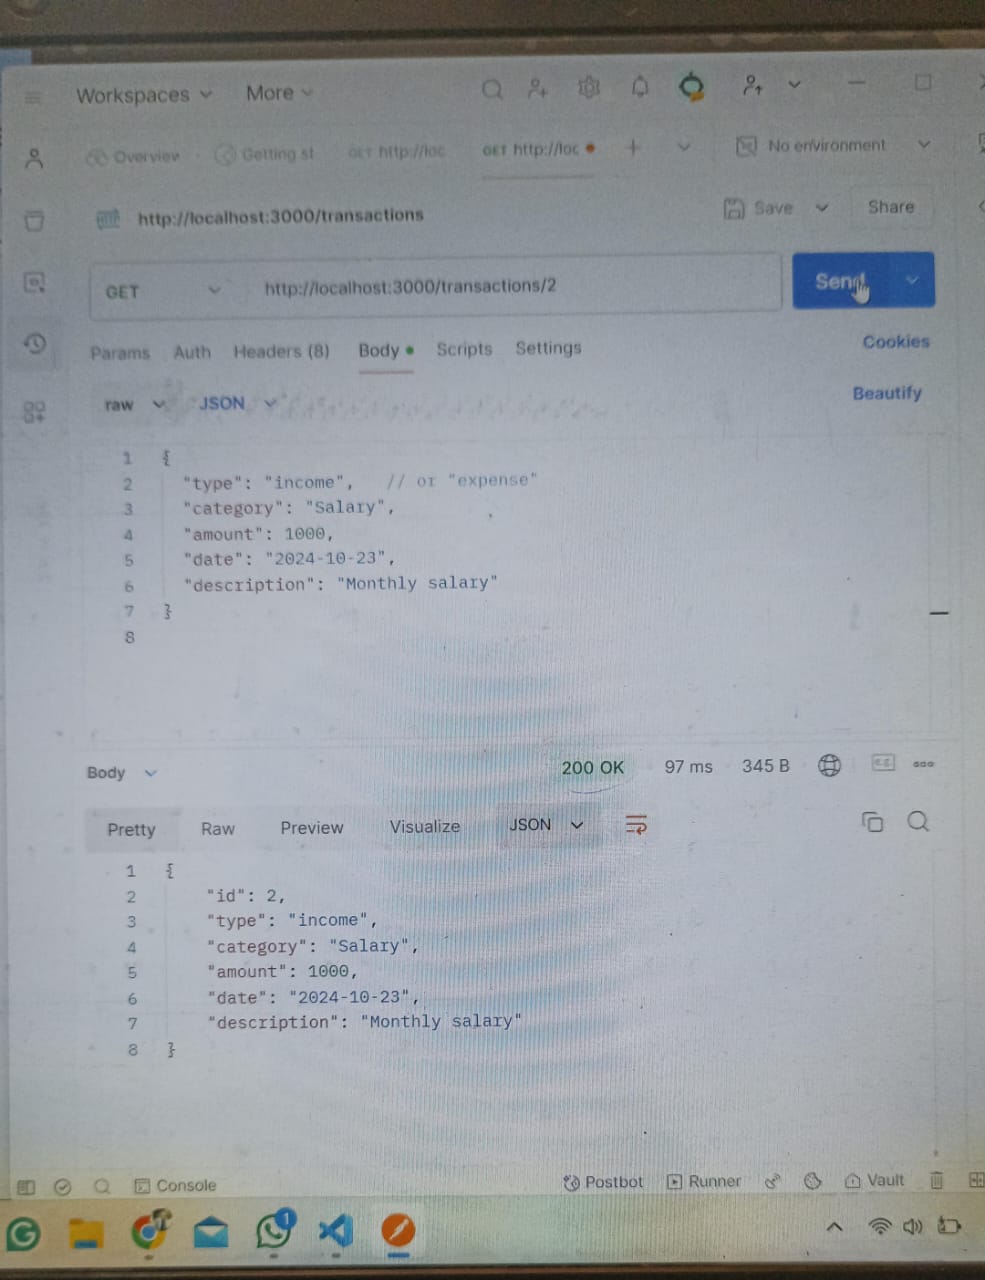 Workspaces More
Overview Getting st GET http://loc GET http://loc No environment
http://localhost:3000/transactions Save Share
GET http://localhost:3000/transactions/2 Send
Params Auth Headers (8) Body Scripts Settings Cookies
raw JSON Beautify
1 {
2 "type": "income", // or "expense"
3 "category": "Salary",
4 "amount": 1000,
5 "date": "2024-10-23",
6 "description": "Monthly salary"
7 }
8
Body 200 OK 97 ms 345 B
Pretty Raw Preview Visualize JSON
1 {
2 "id": 2,
3 "type": "income",
4 "category": "Salary",
5 "amount": 1000,
6 "date": "2024-10-23",
7 "description": "Monthly salary"
8 }
Console Postbot Runner Vault
1